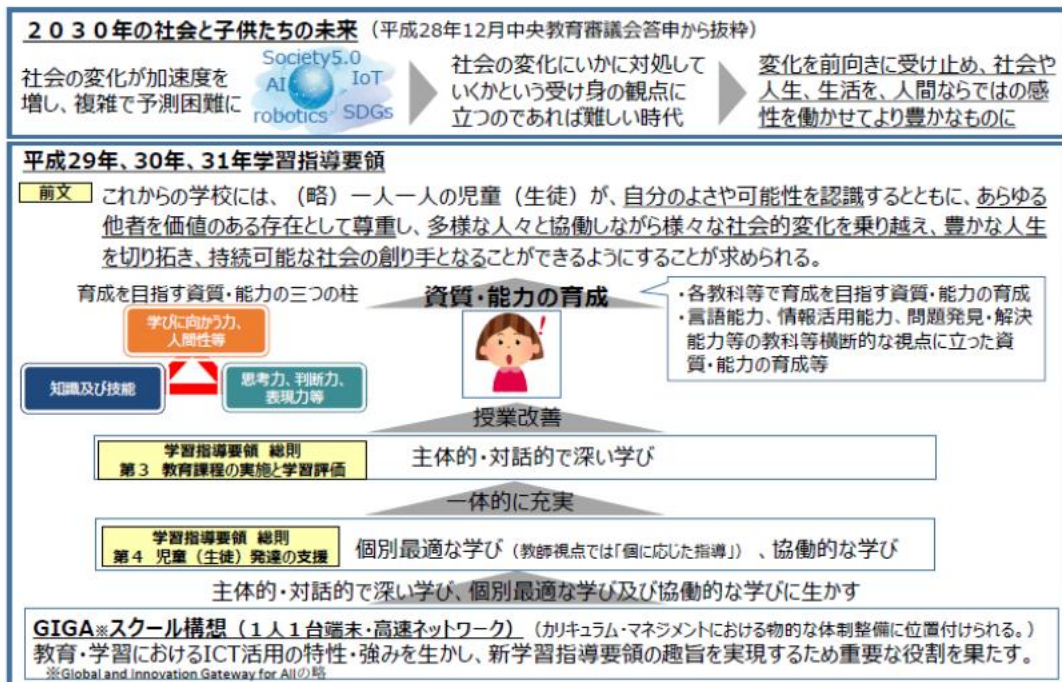 ２０３０年の社会と子供たちの未来（平成28年12月中央教育審議会答申から抜粋）
社会の変化が加速度を
増し、複雑で予測困難に
Society5.0
AI
IoT
robotics
SDGs
社会の変化にいかに対処して
いくかという受け身の観点に
立つのであれば難しい時代
変化を前向きに受け止め、社会や
人生、生活を、人間ならではの感
性を働かせてより豊かなものに
平成29年、30年、31年学習指導要領
前文
これからの学校には、（略）一人一人の児童（生徒）が、自分のよさや可能性を認識するとともに、あらゆる
他者を価値のある存在として尊重し、多様な人々と協働しながら様々な社会的変化を乗り越え、豊かな人生
を切り拓き、持続可能な社会の創り手となることができるようにすることが求められる。
育成を目指す資質・能力の三つの柱
学びに向かう力、
人間性等
知識及び技能
思考力、判断力、
表現力等
資質・能力の育成
・各教科等で育成を目指す資質・能力の育成
・言語能力、情報活用能力、問題発見・解決
能力等の教科等横断的な視点に立った資
質・能力の育成等
授業改善
学習指導要領 総則
第３ 教育課程の実施と学習評価
主体的・対話的で深い学び
一体的に充実
学習指導要領 総則
第４ 児童（生徒）発達の支援
個別最適な学び（教師視点では「個に応じた指導」）、協働的な学び
主体的・対話的で深い学び、個別最適な学び及び協働的な学びに生かす
GIGA※スクール構想（１人１台端末・高速ネットワーク）（カリキュラム・マネジメントにおける物的な体制整備に位置付けられる。）
教育・学習におけるICT活用の特性・強みを生かし、新学習指導要領の趣旨を実現するため重要な役割を果たす。
※Global and Innovation Gateway for Allの略